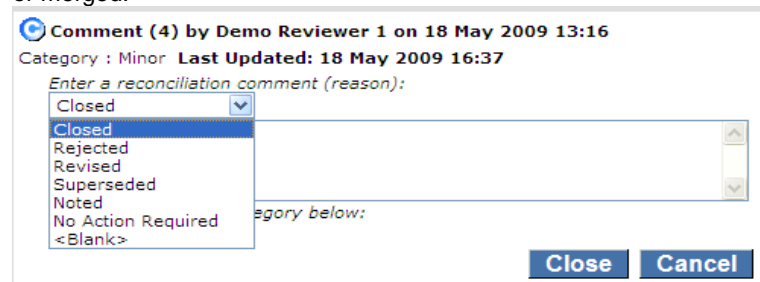 or merged.
Comment (4) by Demo Reviewer 1 on 18 May 2009 13:16
Category : Minor Last Updated: 18 May 2009 16:37
Enter a reconciliation comment (reason):
Closed
Closed
Rejected
Revised
Superseded
Noted
No Action Required
egory below:
<Blank>
Close Cancel